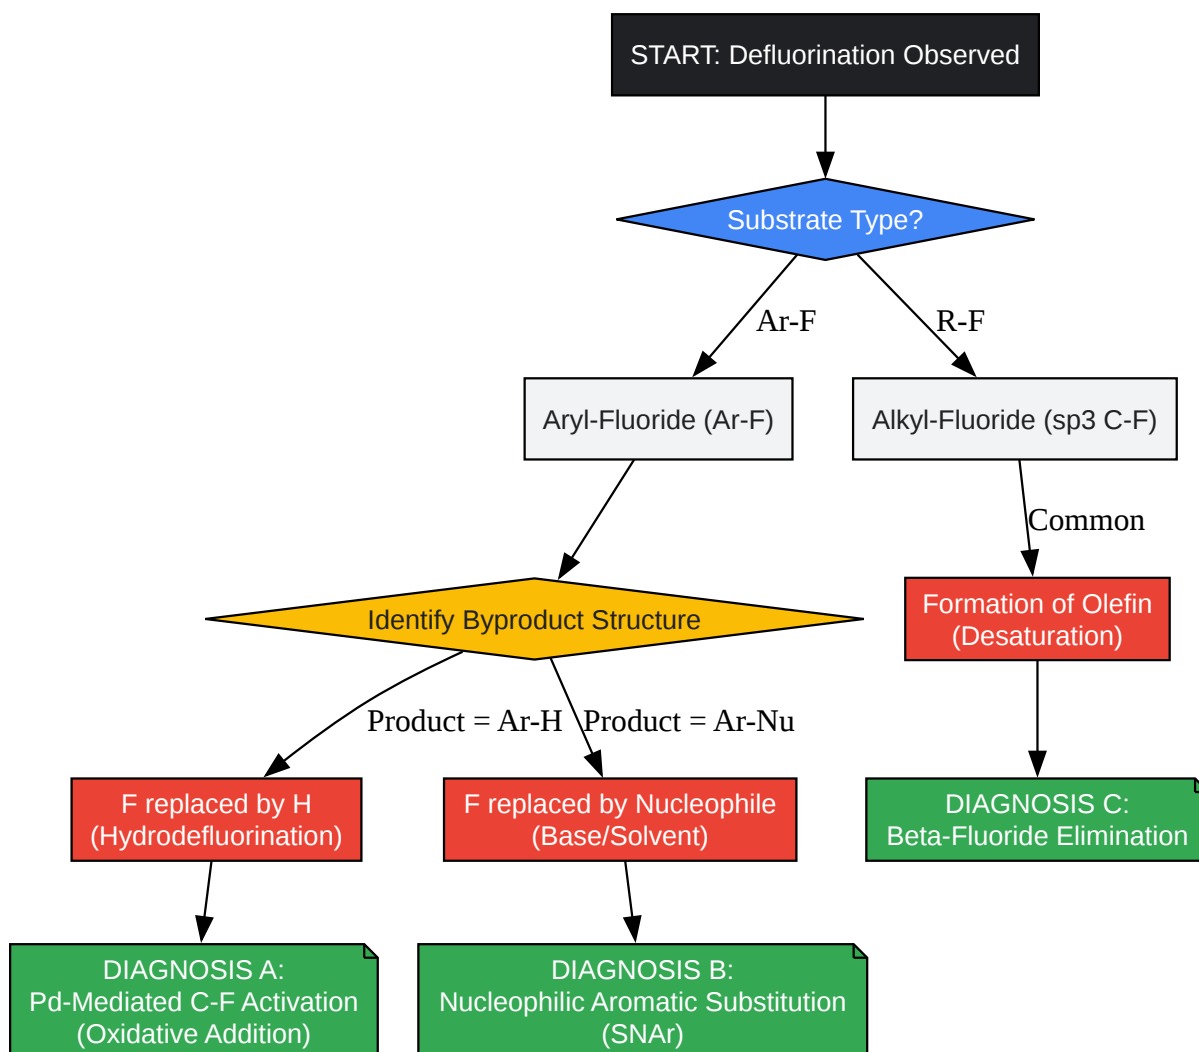 START: Defluorination Observed
Substrate Type?
Ar-F
R-F
Aryl-Fluoride (Ar-F)
Alkyl-Fluoride (sp3 C-F)
Common
Identify Byproduct Structure
Formation of Olefin
(Desaturation)
Product = Ar-H
Product = Ar-Nu
F replaced by H
(Hydrodefluorination)
F replaced by Nucleophile
(Base/Solvent)
DIAGNOSIS C:
Beta-Fluoride Elimination
DIAGNOSIS A:
Pd-Mediated C-F Activation
(Oxidative Addition)
DIAGNOSIS B:
Nucleophilic Aromatic Substitution
(SNAr)